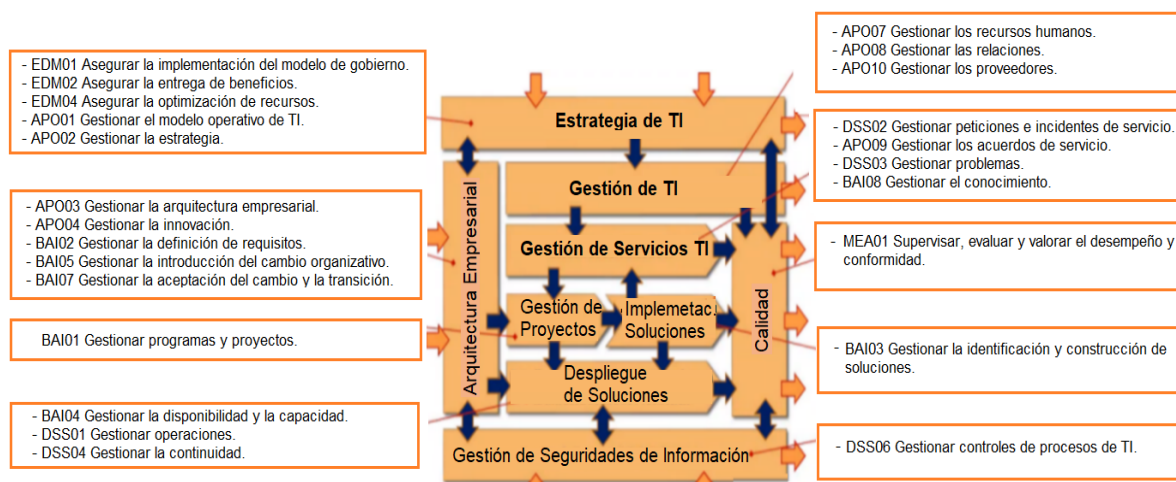 - EDM01 Asegurar la implementación del modelo de gobierno.
- EDM02 Asegurar la entrega de beneficios.
- EDM04 Asegurar la optimización de recursos.
- APO01 Gestionar el modelo operativo de TI.
- APO02 Gestionar la estrategia.
- APO03 Gestionar la arquitectura empresarial.
- APO04 Gestionar la innovación.
- BAI02 Gestionar la definición de requisitos.
- BAI05 Gestionar la introducción del cambio organizativo.
- BAI07 Gestionar la aceptación del cambio y la transición.
BAI01 Gestionar programas y proyectos.
- BAI04 Gestionar la disponibilidad y la capacidad.
- DSS01 Gestionar operaciones.
- DSS04 Gestionar la continuidad.
Estrategia de TI
Gestión de TI
Gestión de Servicios TI
Arquitectura Empresarial
Gestión de
Proyectos
Implemetaci
Soluciones
Despliegue
de Soluciones
Calidad
Gestión de Seguridades de Información
- APO07 Gestionar los recursos humanos.
- APO08 Gestionar las relaciones.
- APO10 Gestionar los proveedores.
- DSS02 Gestionar peticiones e incidentes de servicio.
- APO09 Gestionar los acuerdos de servicio.
- DSS03 Gestionar problemas.
- BAI08 Gestionar el conocimiento.
- MEA01 Supervisar, evaluar y valorar el desempeño y
conformidad.
- BAI03 Gestionar la identificación y construcción de
soluciones.
- DSS06 Gestionar controles de procesos de TI.